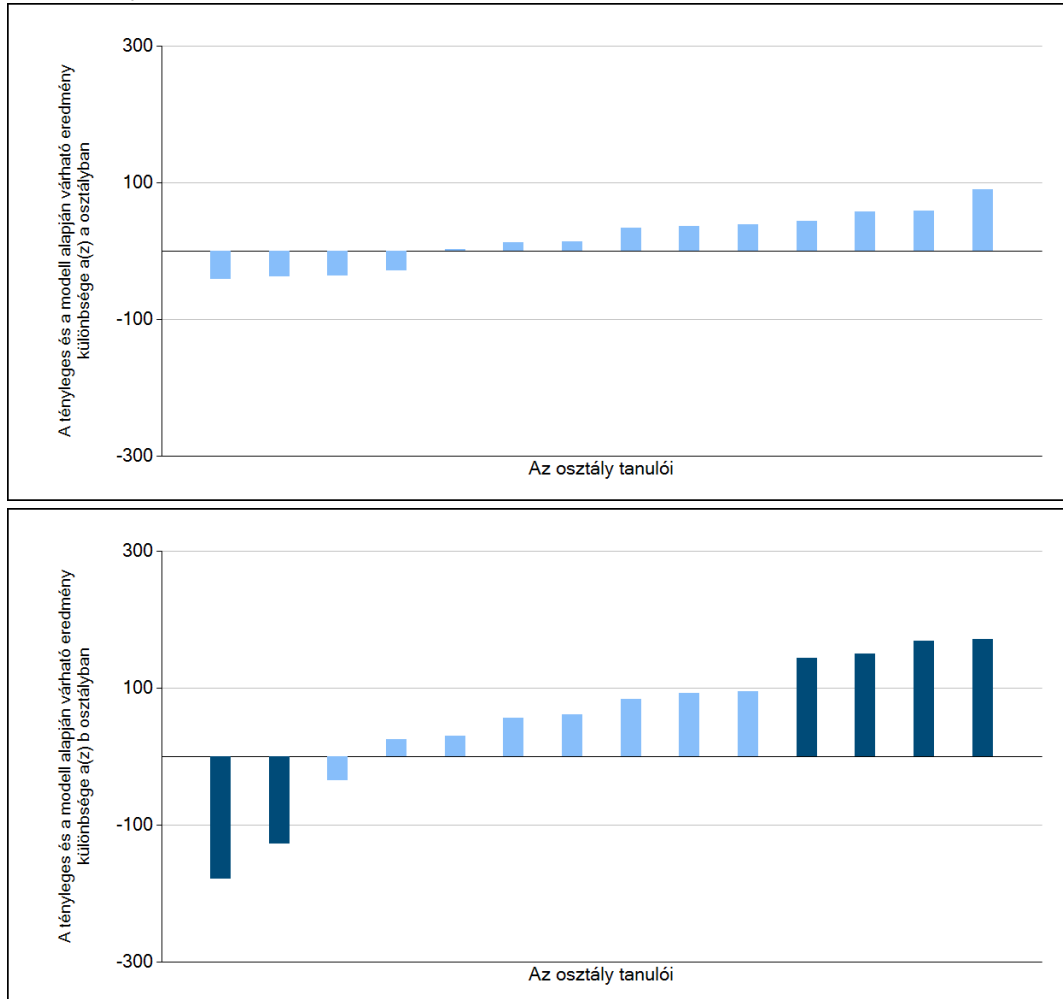 300
100
-100
-300
A tényleges és a modell alapján várható eredmény
különbsége a(z) a osztályban
Az osztály tanulói
300
100
-100
-300
A tényleges és a modell alapján várható eredmény
különbsége a(z) b osztályban
Az osztály tanulói